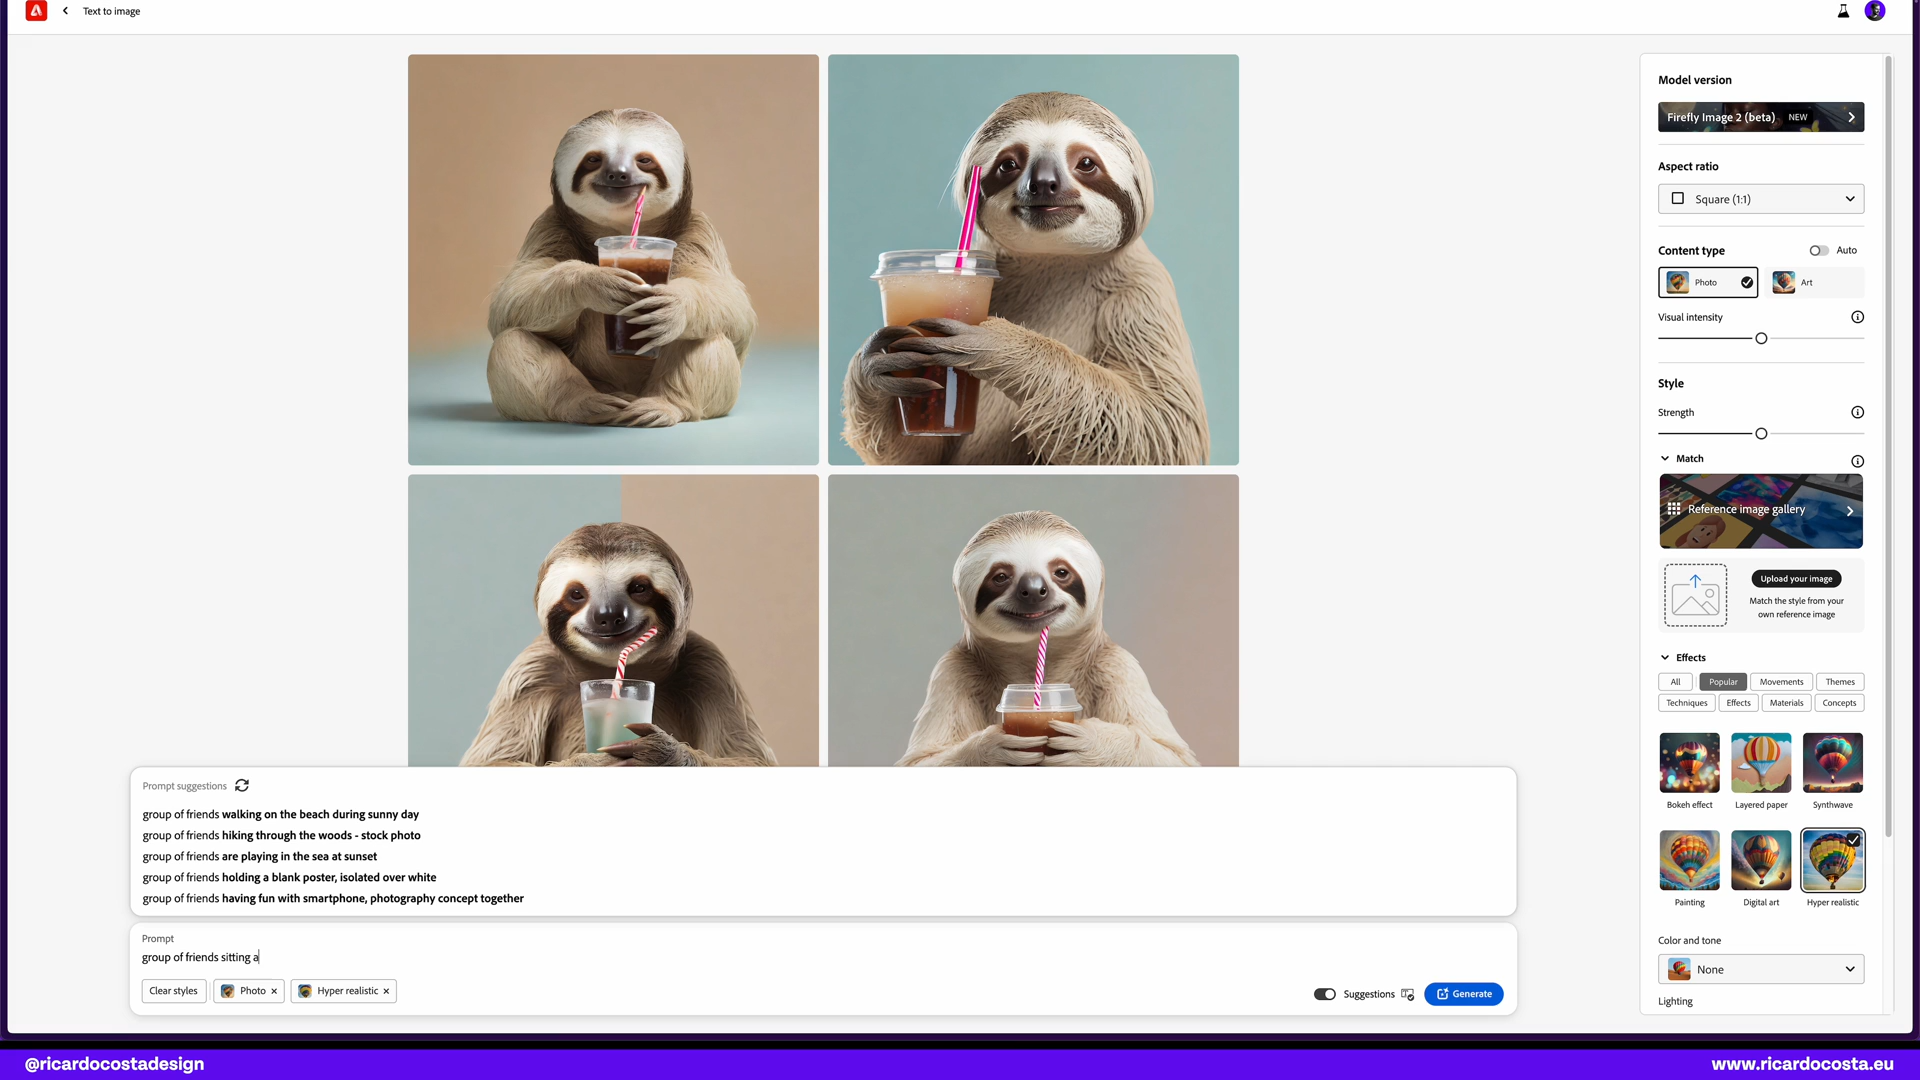 Text to image
Model version
Firefly Image 2 (beta) NEW
Aspect ratio
Square (1:1)
Content type Auto
Photo Art
Visual intensity
Style
Strength
Match
Reference image gallery
Upload your image
Match the style from your
own reference image
Effects
All Popular Movements Themes
Techniques Effects Materials Concepts
Bokeh effect Layered paper Synthwave
Painting Digital art Hyper realistic
Color and tone
None
Lighting
Prompt suggestions
group of friends walking on the beach during sunny day
group of friends hiking through the woods - stock photo
group of friends are playing in the sea at sunset
group of friends holding a blank poster, isolated over white
group of friends having fun with smartphone, photography concept together
Prompt
group of friends sitting a
Clear styles Photo × Hyper realistic × Suggestions Generate
@ricardocostadesign www.ricardocosta.eu